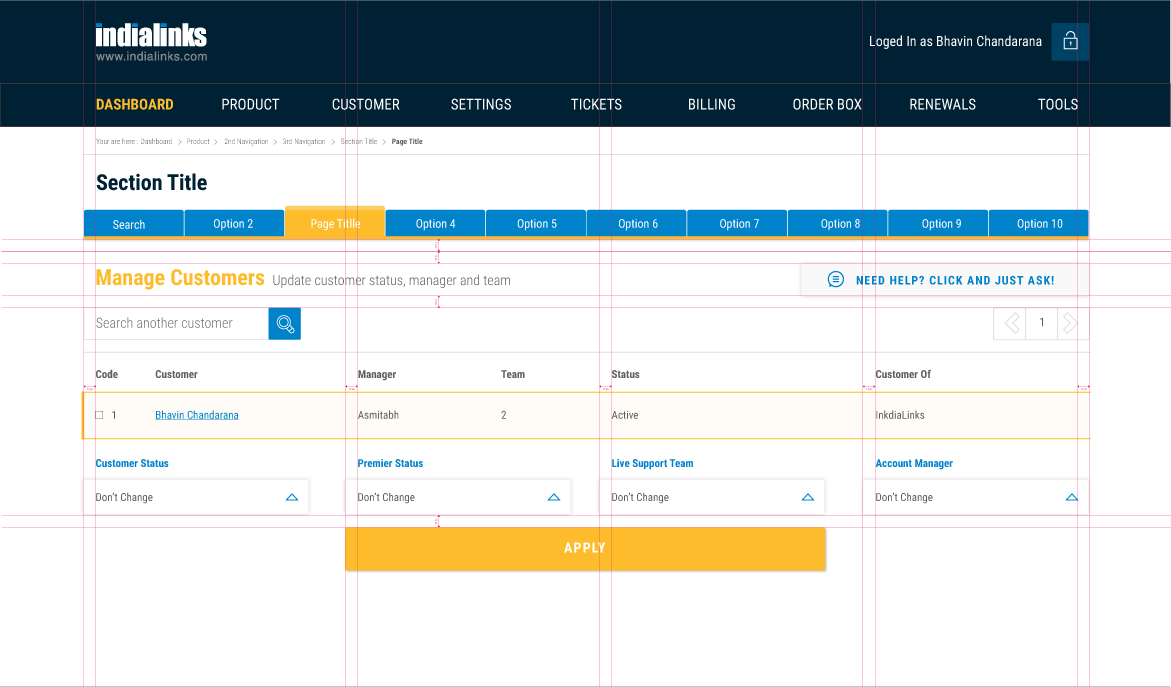 indialinks
www.indialinks.com
Loged In as Bhavin Chandarana
DASHBOARD PRODUCT CUSTOMER SETTINGS TICKETS BILLING ORDER BOX RENEWALS TOOLS
Your are here : Dashboard > Product > 2nd Navigation > 3rd Navigation > Section Title > Page Title
Section Title
Search Option 2 Page Titlle Option 4 Option 5 Option 6 Option 7 Option 8 Option 9 Option 10
Manage Customers Update customer status, manager and team
NEED HELP? CLICK AND JUST ASK!
Search another customer
1
Code Customer Manager Team Status Customer Of
1 Bhavin Chandarana Asmitabh 2 Active InkdiaLinks
Customer Status Premier Status Live Support Team Account Manager
Don't Change Don't Change Don't Change Don't Change
APPLY